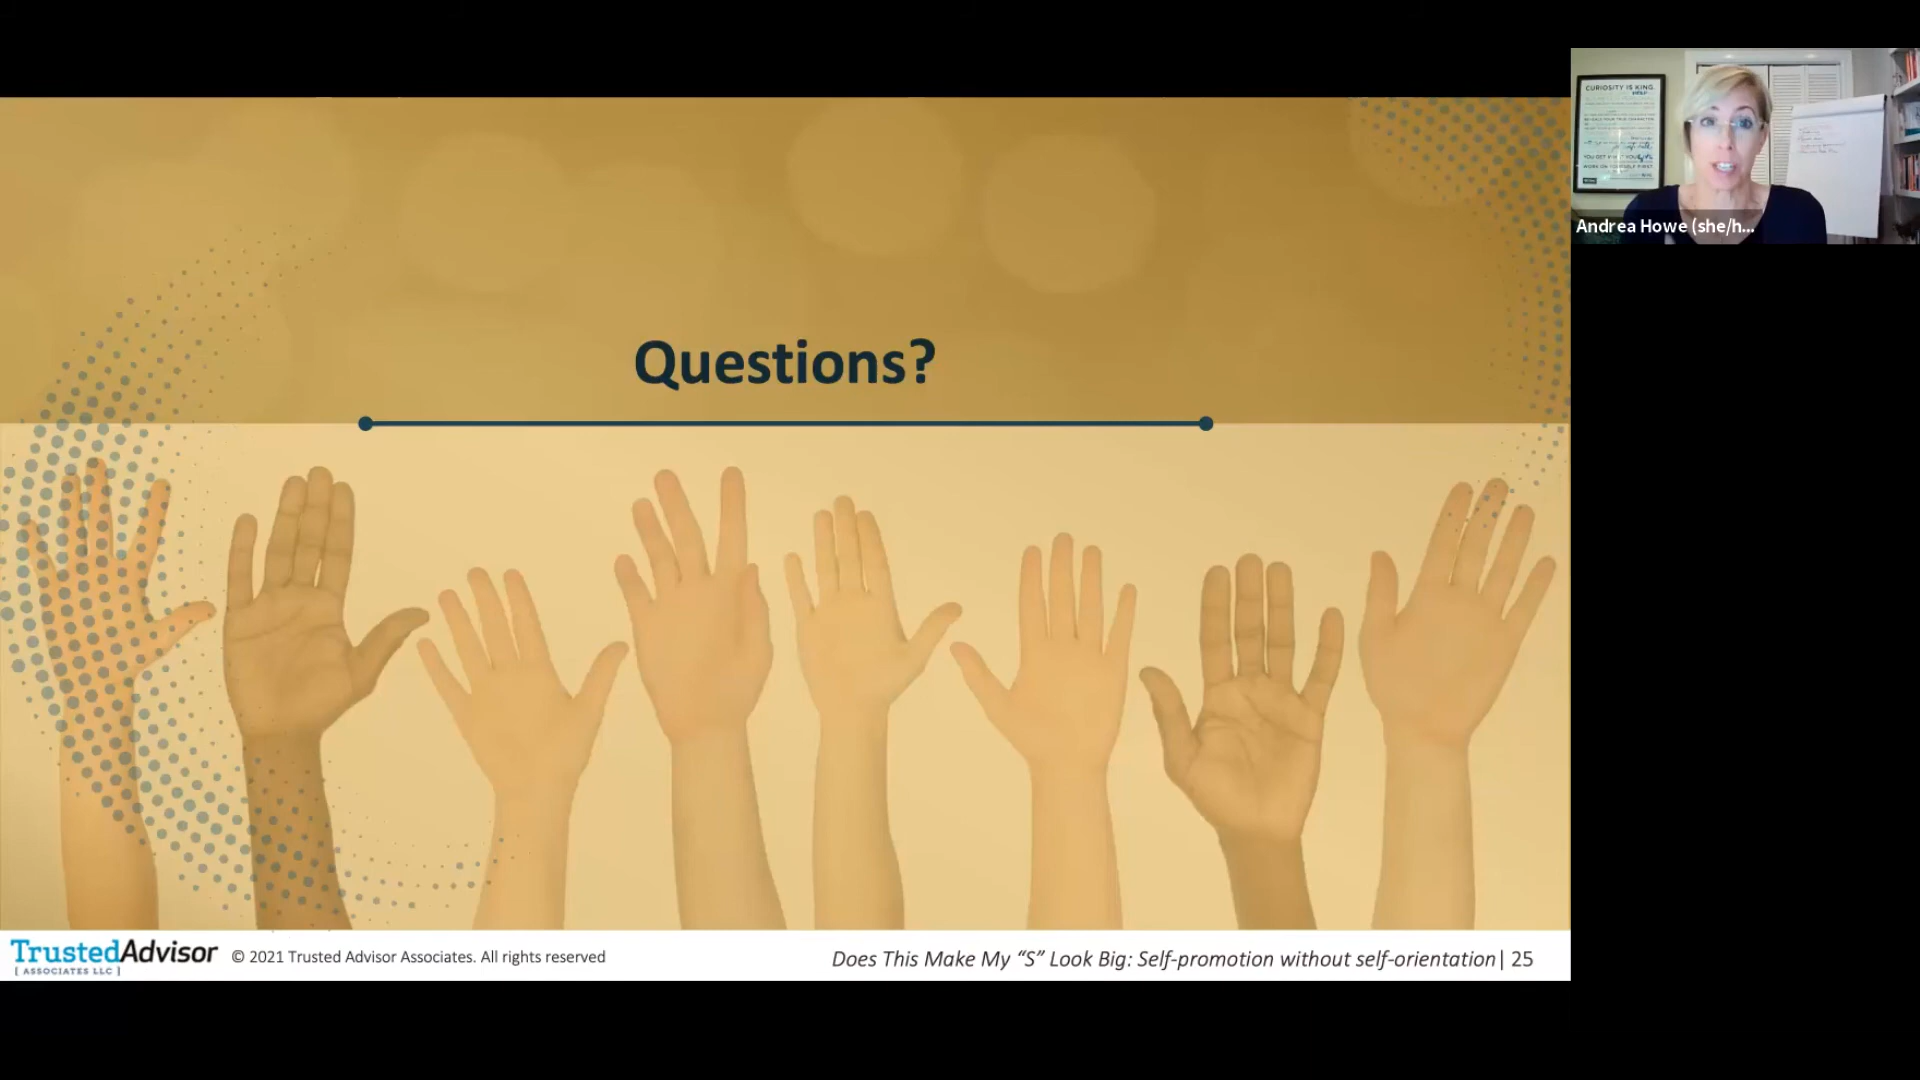 CURIOSITY IS KING.
Andrea Howe (she/h...
Questions?
TrustedAdvisor
[ ASSOCIATES LLC ]
© 2021 Trusted Advisor Associates. All rights reserved
Does This Make My “S” Look Big: Self-promotion without self-orientation| 25